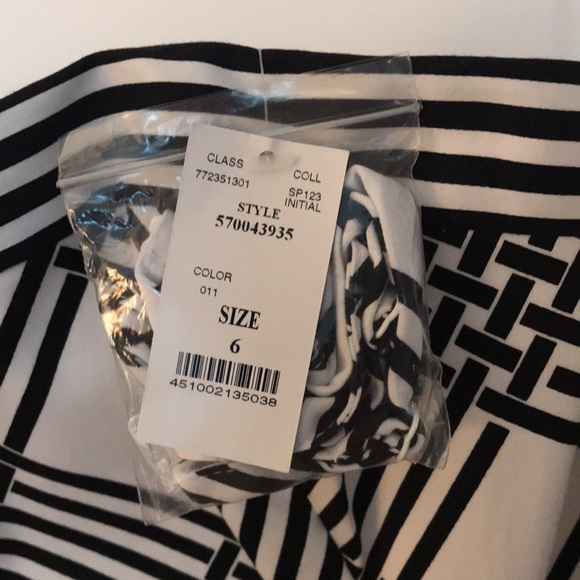 CLASS
772351301
COLL
SP123
INITIAL
STYLE
570043935
COLOR
011
SIZE
6
451002135038